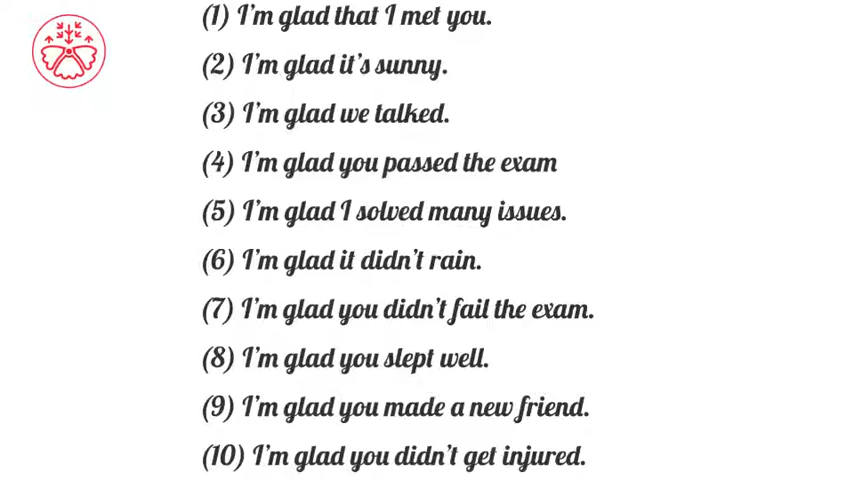 (1) I'm glad that I met you.
(2) I'm glad it's sunny.
(3) I'm glad we talked.
(4) I'm glad you passed the exam
(5) I'm glad I solved many issues.
(6) I'm glad it didn't rain.
(7) I'm glad you didn't fail the exam.
(8) I'm glad you slept well.
(9) I'm glad you made a new friend.
(10) I'm glad you didn't get injured.